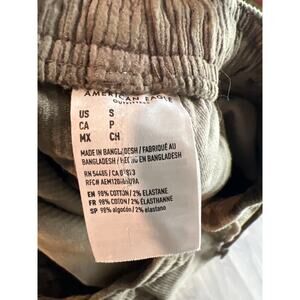 AMERICAN EAGLE
OUTFITTERS
US S
CA P
MX CH
MADE IN BANGLADESH / FABRIQUÉ AU
BANGLADESH / HECHO EN BANGLADESH
RN 54485 / CA
EN 98% COTTON / 2% ELASTANE
FR 98% COTON / 2% ÉLASTHANNE
SP 98% algodón / 2% elastano